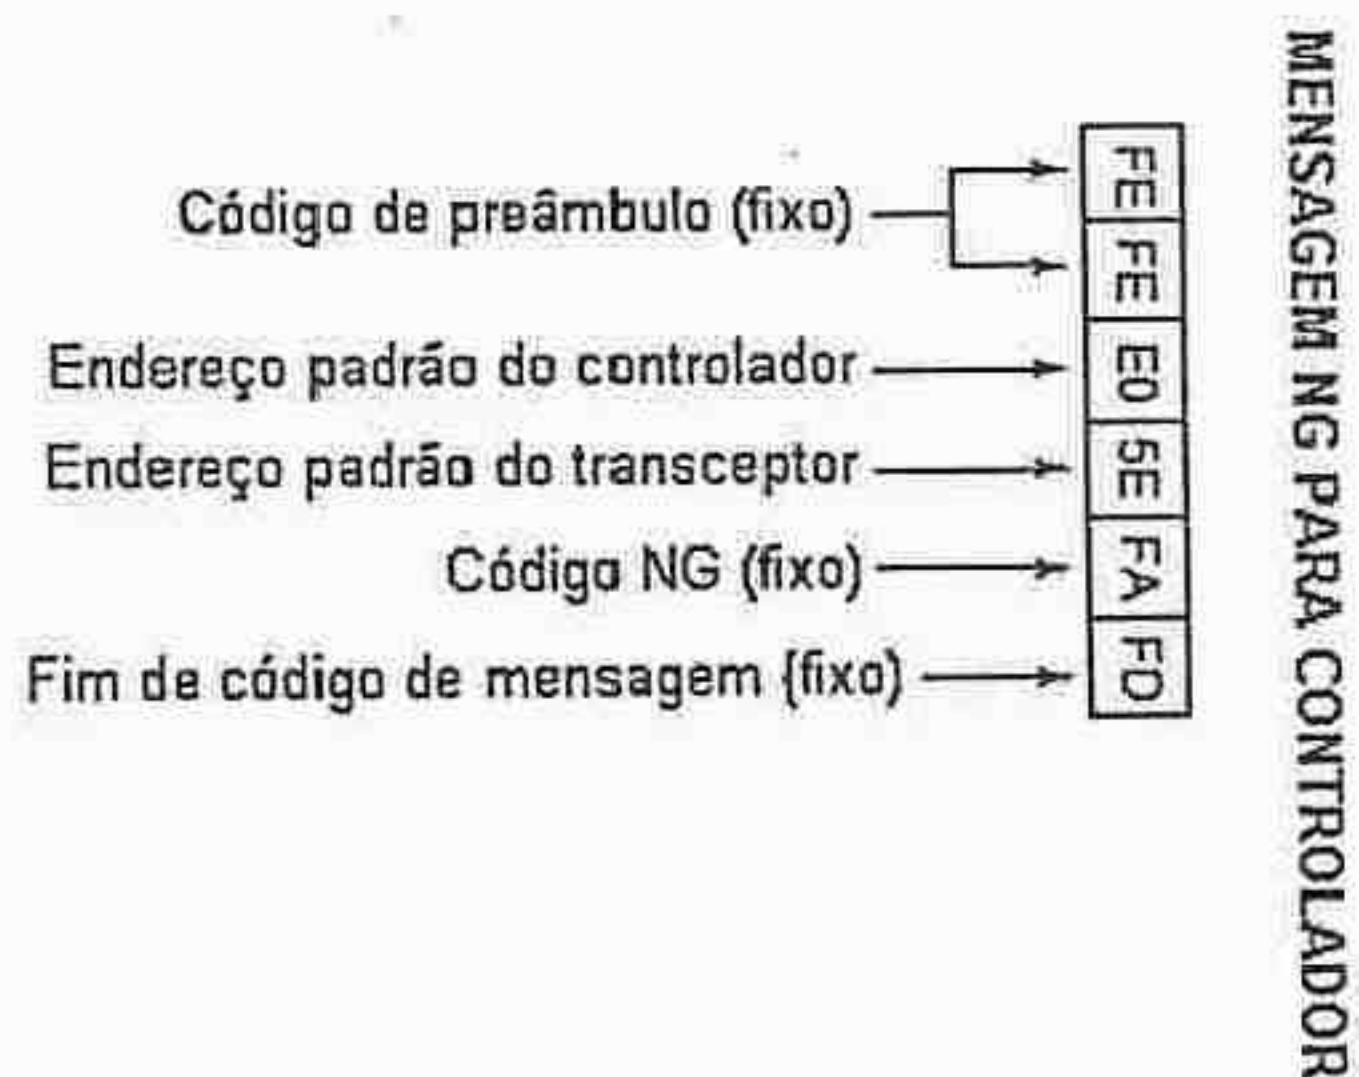 MENSAGEM NG PARA CONTROLADOR
Código de preâmbulo (fixo)
FE
FE
Endereço padrão do controlador
E0
Endereço padrão do transceptor
5E
Código NG (fixo)
FA
Fim de código de mensagem (fixo)
FD